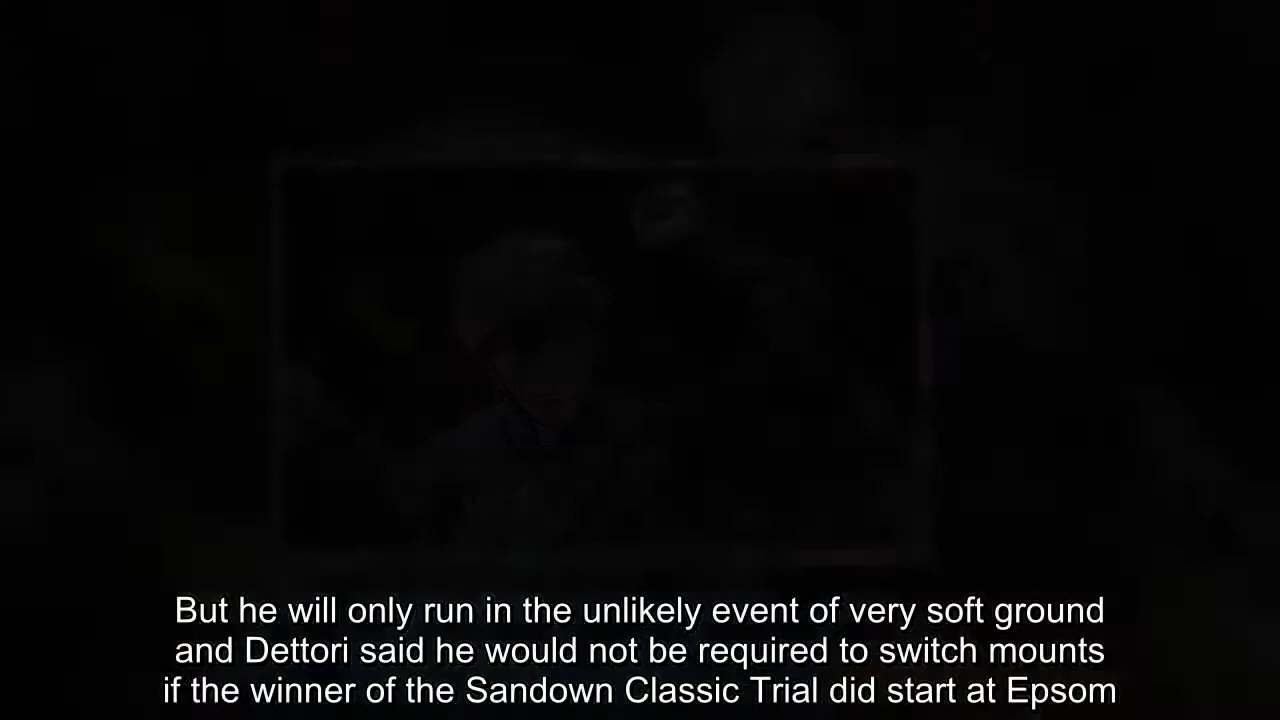 But he will only run in the unlikely event of very soft ground
and Dettori said he would not be required to switch mounts
if the winner of the Sandown Classic Trial did start at Epsom